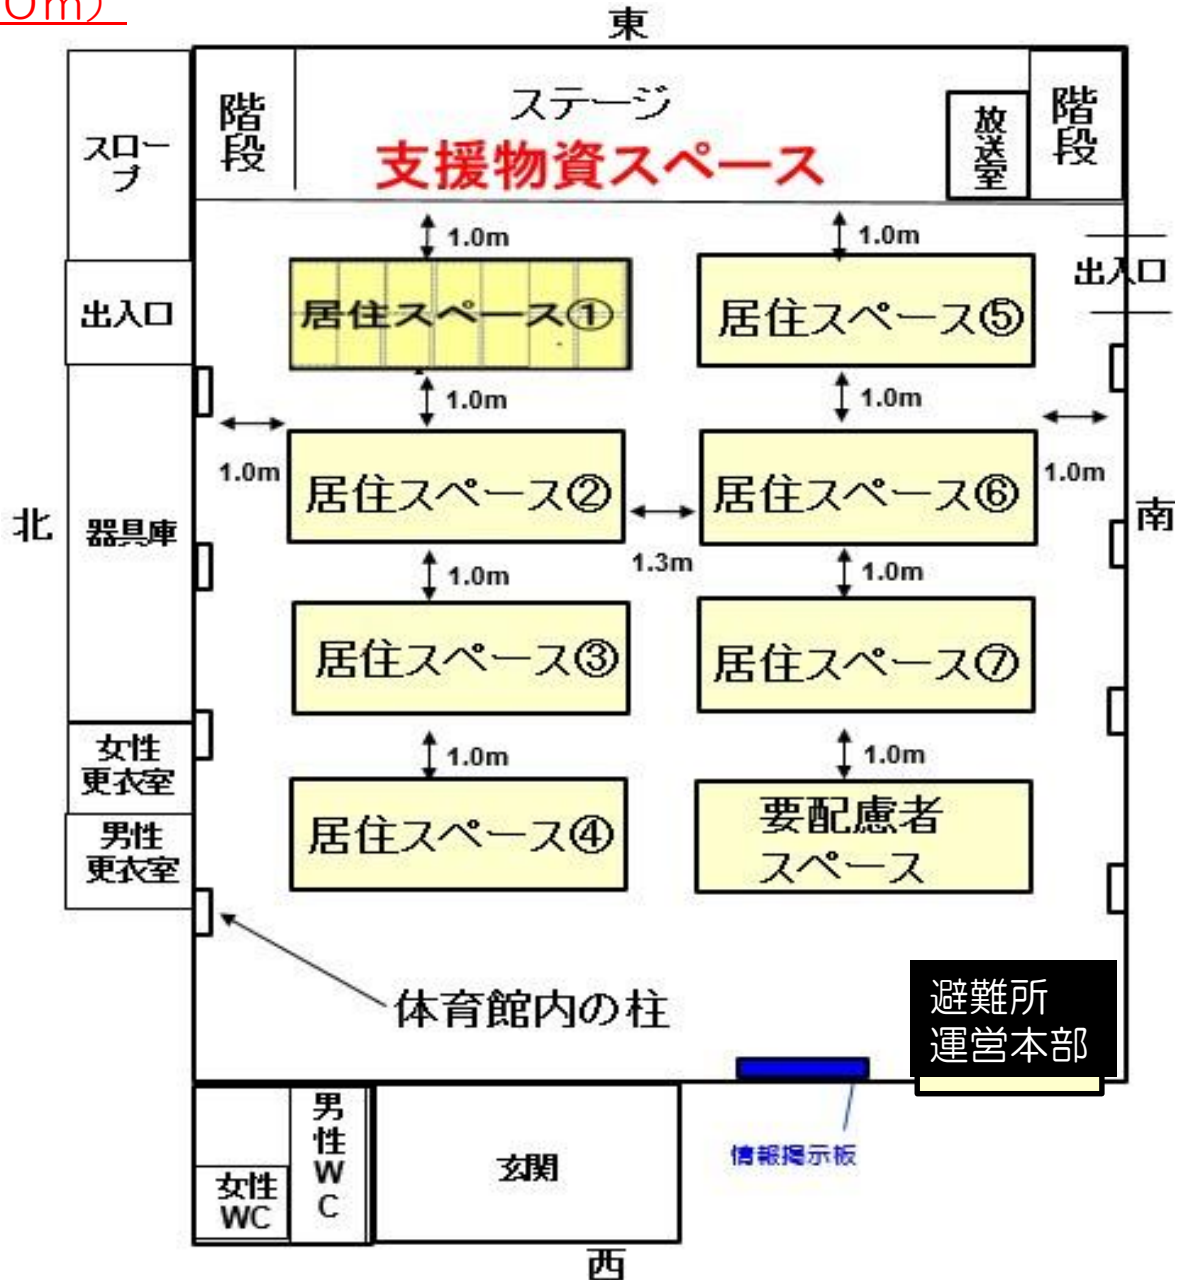 0m)
東
階段
ステージ
放送室
階段
スロープ
支援物資スペース
1.0m
1.0m
出入口
居住スペース①
居住スペース⑤
出入口
1.0m
1.0m
1.0m
居住スペース②
居住スペース⑥
1.0m
北
器具庫
1.3m
南
1.0m
1.0m
居住スペース③
居住スペース⑦
女性
更衣室
1.0m
1.0m
男性
更衣室
居住スペース④
要配慮者
スペース
体育館内の柱
避難所
運営本部
男性WC
女性
WC
玄関
情報掲示板
西